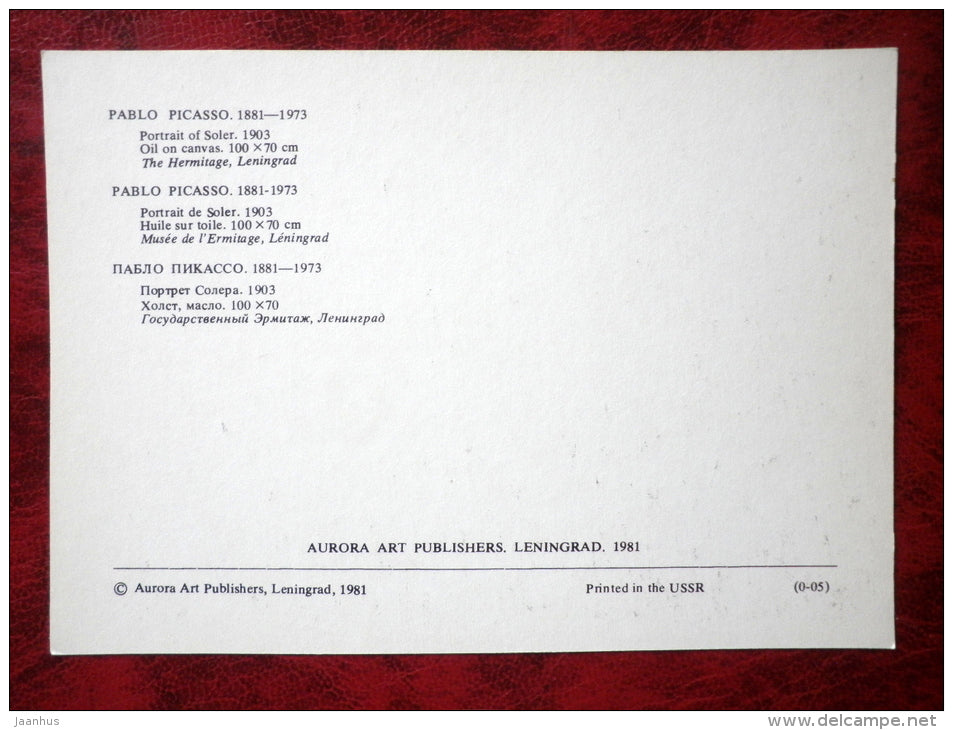 PABLO PICASSO. 1881—1973
Portrait of Soler. 1903
Oil on canvas. 100 × 70 cm
The Hermitage, Leningrad
PABLO PICASSO. 1881-1973
Portrait de Soler. 1903
Huile sur toile. 100 × 70 cm
Musée de l'Ermitage, Léningrad
ПАБЛО ПИКАССО. 1881—1973
Портрет Солера. 1903
Холст, масло. 100 × 70
Государственный Эрмитаж, Ленинград
AURORA ART PUBLISHERS. LENINGRAD. 1981
© Aurora Art Publishers, Leningrad, 1981 Printed in the USSR (0-05)
jaanhus www.delcampe.net